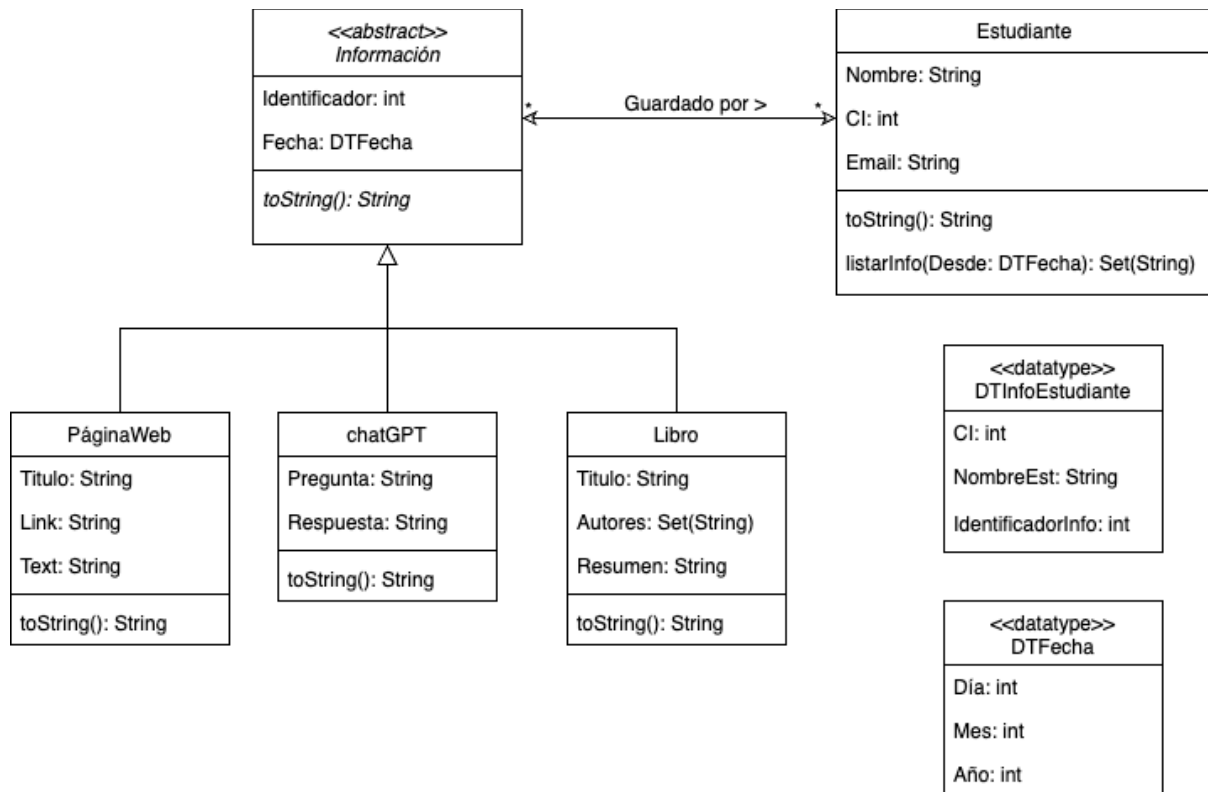 <<abstract>>
Información
Identificador: int
Fecha: DTFecha
toString(): String
* Guardado por > *
Estudiante
Nombre: String
CI: int
Email: String
toString(): String
listarInfo(Desde: DTFecha): Set(String)
PáginaWeb
Titulo: String
Link: String
Text: String
toString(): String
chatGPT
Pregunta: String
Respuesta: String
toString(): String
Libro
Titulo: String
Autores: Set(String)
Resumen: String
toString(): String
<<datatype>>
DTInfoEstudiante
CI: int
NombreEst: String
IdentificadorInfo: int
<<datatype>>
DTFecha
Día: int
Mes: int
Año: int